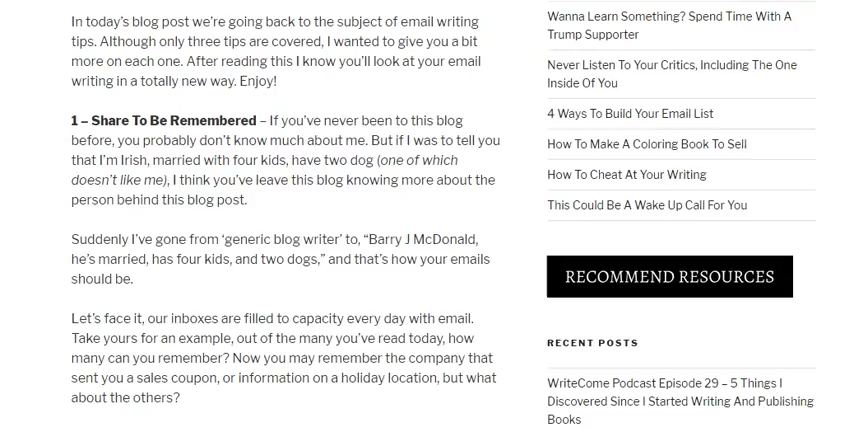 In today's blog post we're going back to the subject of email writing
tips. Although only three tips are covered, I wanted to give you a bit
more on each one. After reading this I know you'll look at your email
writing in a totally new way. Enjoy!
1 – Share To Be Remembered – If you've never been to this blog
before, you probably don't know much about me. But if I was to tell you
that I'm Irish, married with four kids, have two dog (one of which
doesn't like me), I think you've leave this blog knowing more about the
person behind this blog post.
Suddenly I've gone from 'generic blog writer' to, “Barry J McDonald,
he's married, has four kids, and two dogs,” and that's how your emails
should be.
Let's face it, our inboxes are filled to capacity every day with email.
Take yours for an example, out of the many you've read today, how
many can you remember? Now you may remember the company that
sent you a sales coupon, or information on a holiday location, but what
about the others?
Wanna Learn Something? Spend Time With A
Trump Supporter
Never Listen To Your Critics, Including The One
Inside Of You
4 Ways To Build Your Email List
How To Make A Coloring Book To Sell
How To Cheat At Your Writing
This Could Be A Wake Up Call For You
RECOMMEND RESOURCES
RECENT POSTS
WriteCome Podcast Episode 29 – 5 Things I
Discovered Since I Started Writing And Publishing
Books